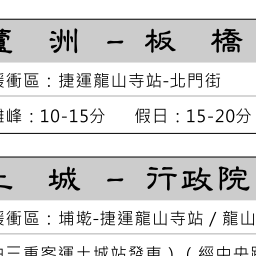 蘆 洲 – 板 橋
緩衝區：捷運龍山寺站-北門街
離峰：10-15分 假日：15-20分
土 城 – 行政院
緩衝區：埔墘-捷運龍山寺站 / 龍山
由三重客運土城站發車）（經中央路